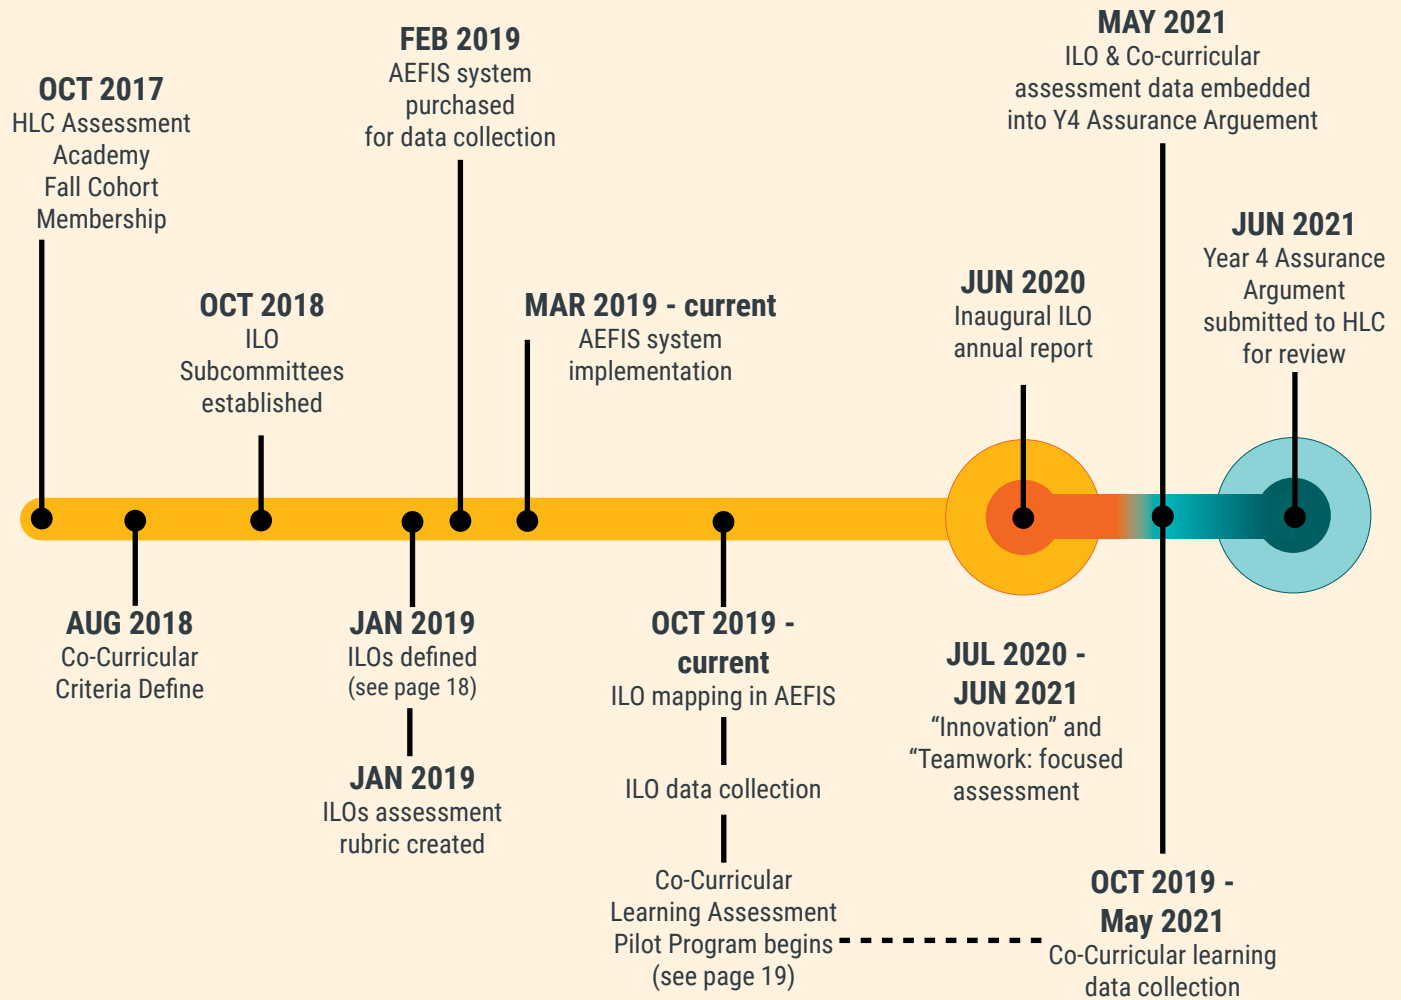 OCT 2017
HLC Assessment
Academy
Fall Cohort
Membership
FEB 2019
AEFIS system
purchased
for data collection
MAY 2021
ILO & Co-curricular
assessment data embedded
into Y4 Assurance Arguement
OCT 2018
ILO
Subcommittees
established
MAR 2019 - current
AEFIS system
implementation
JUN 2020
Inaugural ILO
annual report
JUN 2021
Year 4 Assurance
Argument
submitted to HLC
for review
AUG 2018
Co-Curricular
Criteria Define
JAN 2019
ILOs defined
(see page 18)
JAN 2019
ILOs assessment
rubric created
OCT 2019 -
current
ILO mapping in AEFIS
ILO data collection
Co-Curricular
Learning Assessment
Pilot Program begins
(see page 19)
JUL 2020 -
JUN 2021
“Innovation” and
“Teamwork: focused
assessment
OCT 2019 -
May 2021
Co-Curricular learning
data collection